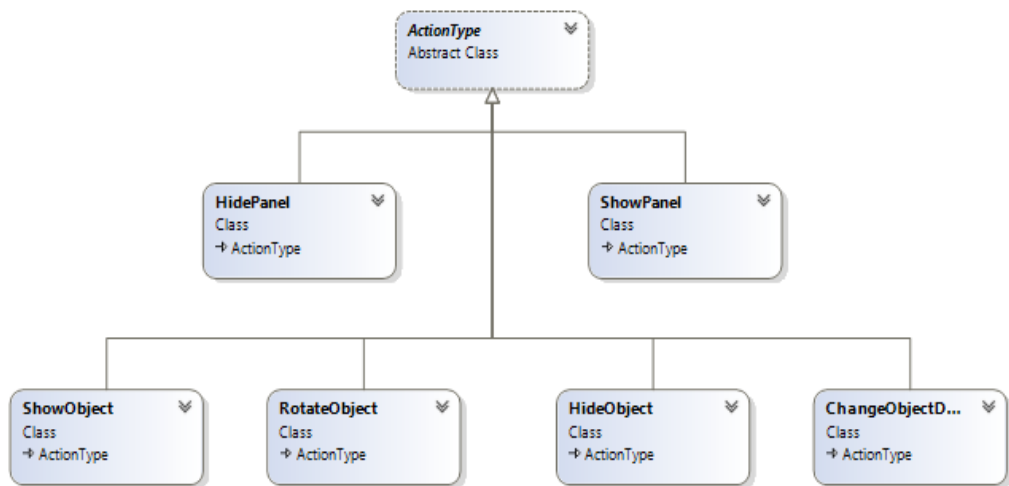 ActionType
Abstract Class
HidePanel
Class
ActionType
ShowPanel
Class
ActionType
ShowObject
Class
ActionType
RotateObject
Class
ActionType
HideObject
Class
ActionType
ChangeObjectD...
Class
ActionType